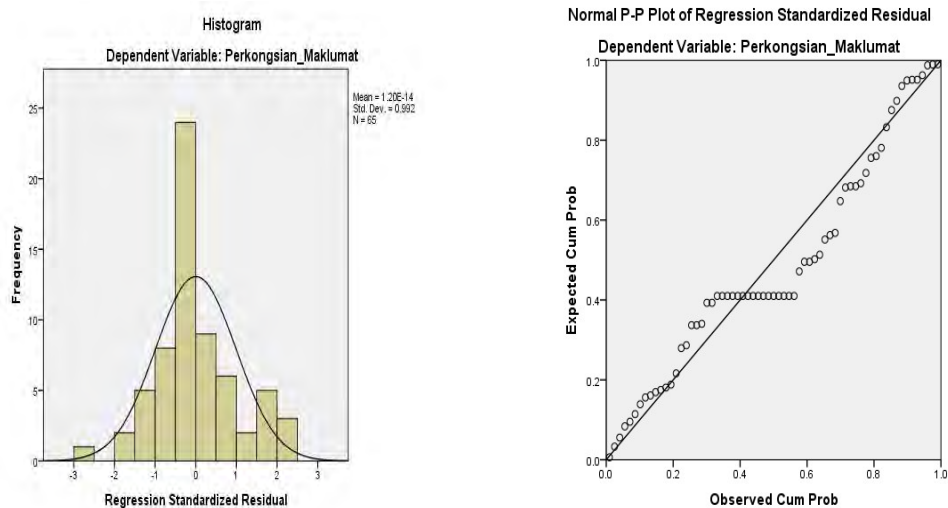 Histogram
Dependent Variable: Perkongsian_Maklumat
Mean = 1.20E-14
Std. Dev. = 0.992
N = 65
Frequency
25
20
15
10
5
0
-3
-2
-1
0
1
2
3
Regression Standardized Residual
Normal P-P Plot of Regression Standardized Residual
Dependent Variable: Perkongsian_Maklumat
Expected Cum Prob
1.0
0.8
0.6
0.4
0.2
0.0
0.0
0.2
0.4
0.6
0.8
1.0
Observed Cum Prob